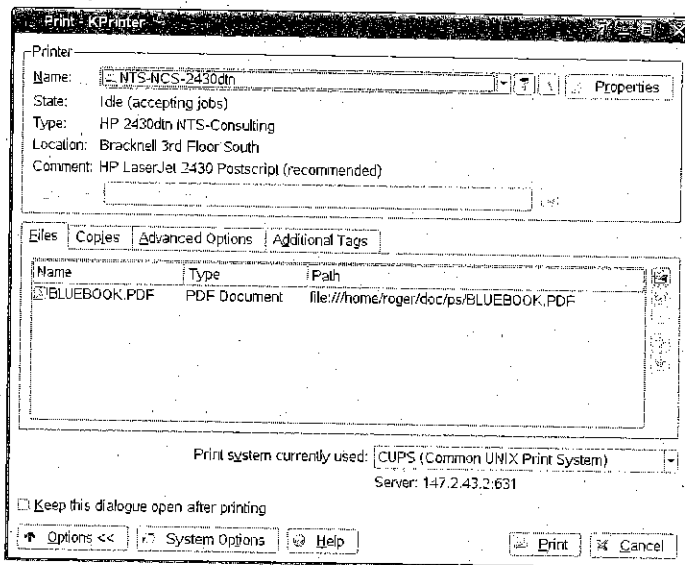 Print - KPrinter
Printer
Name: NTS-NCS-2430dtn Properties
State: Idle (accepting jobs)
Type: HP 2430dtn NTS-Consulting
Location: Bracknell 3rd Floor South
Comment: HP LaserJet 2430 Postscript (recommended)
Files Copies Advanced Options Additional Tags
Name Type Path
BLUEBOOK.PDF PDF Document file:///home/roger/doc/ps/BLUEBOOK.PDF
Print system currently used: CUPS (Common UNIX Print System)
Server: 147.2.43.2:631
Keep this dialogue open after printing
Options << System Options Help Print Cancel